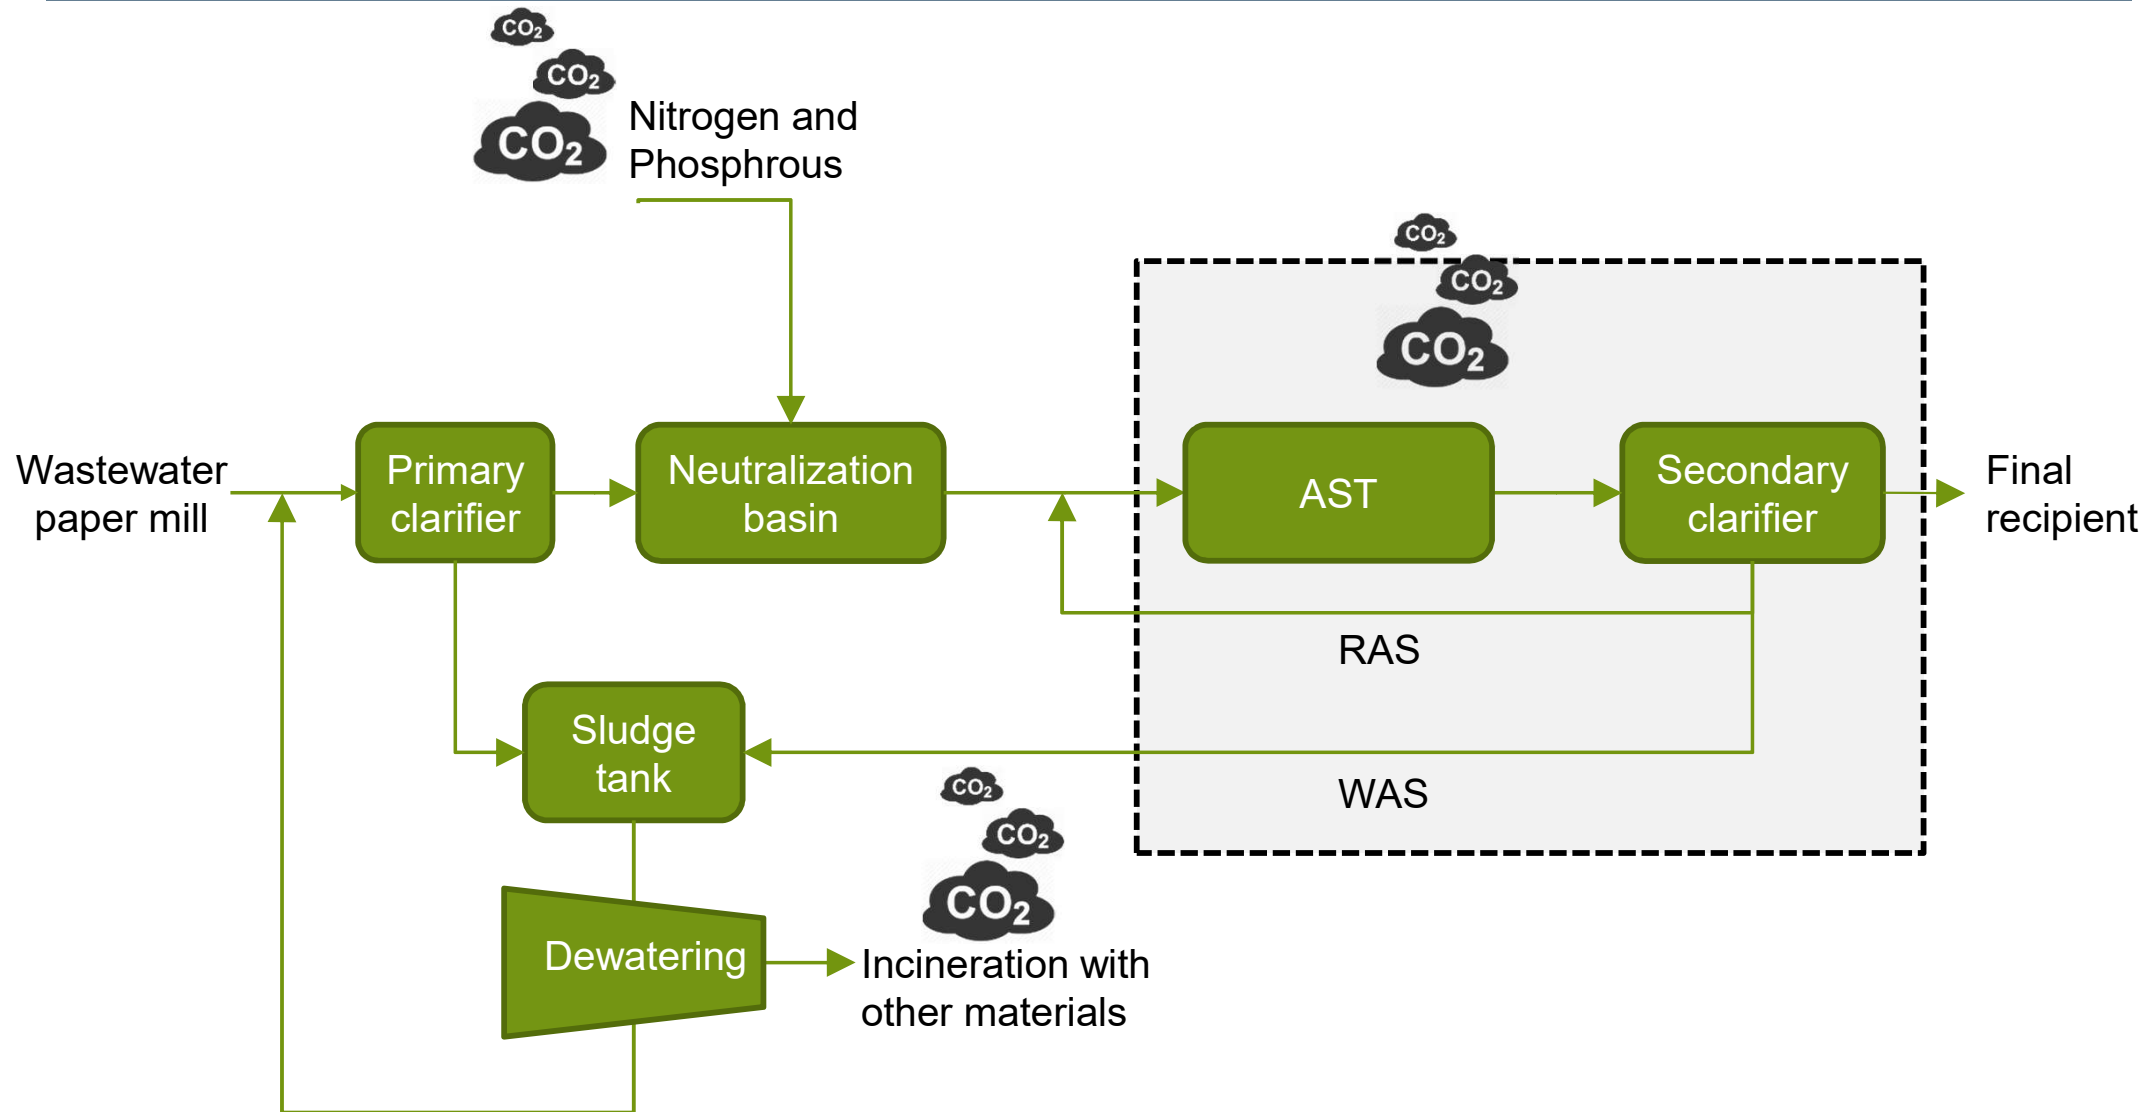 CO₂
CO₂
CO₂
Nitrogen and
Phosphrous
CO₂
CO₂
CO₂
Wastewater
paper mill
Primary
clarifier
Neutralization
basin
AST
Secondary
clarifier
Final
recipient
RAS
Sludge
tank
WAS
CO₂
CO₂
CO₂
Dewatering
Incineration with
other materials